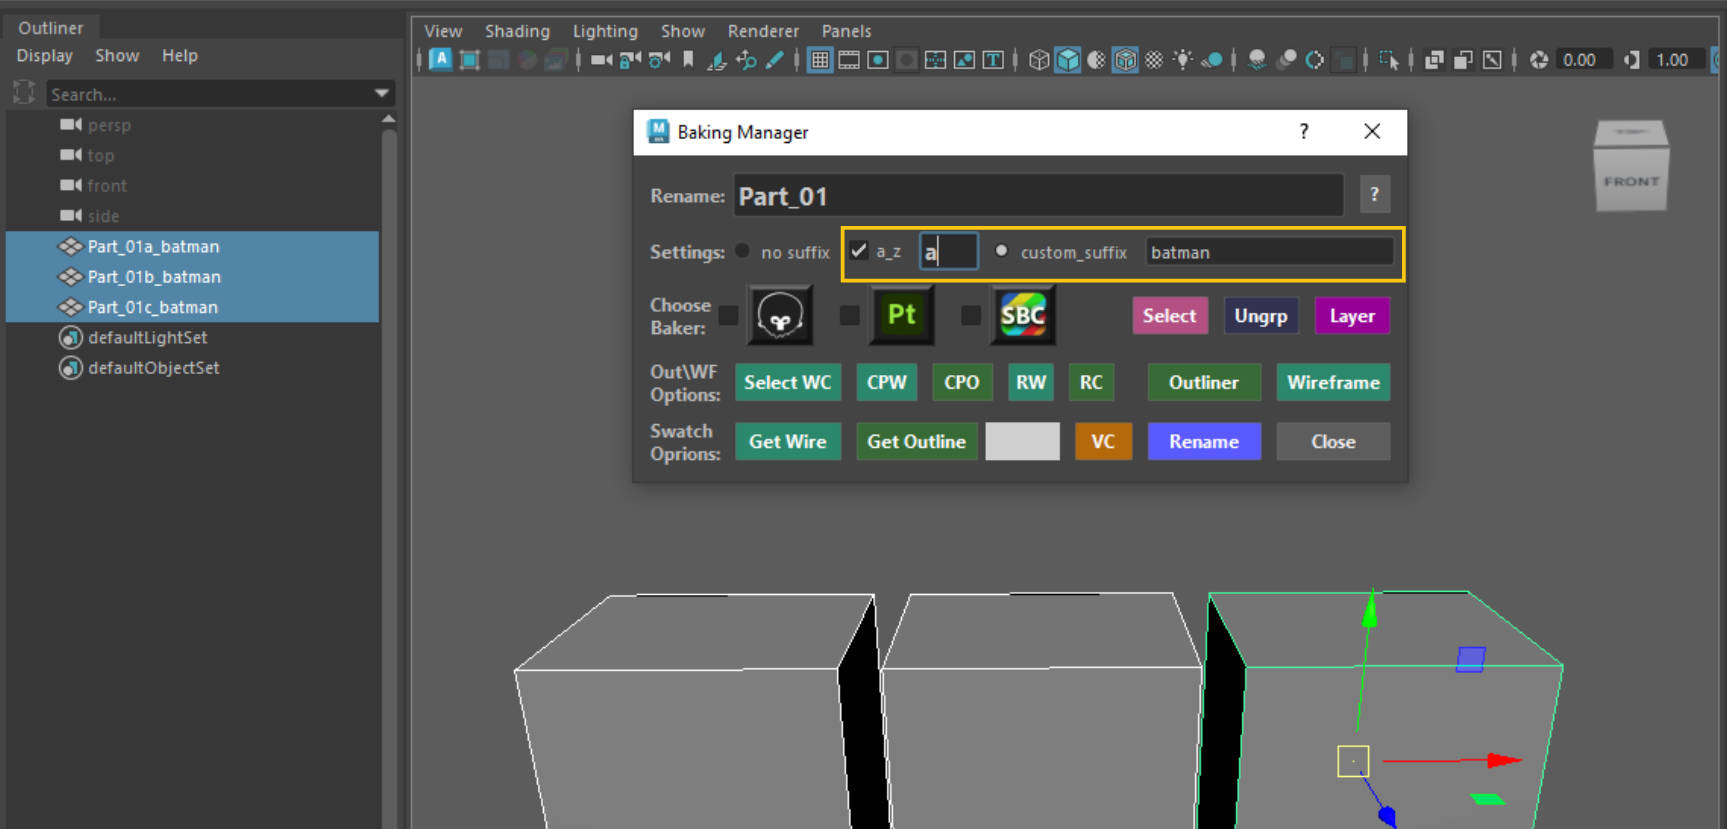 Outliner
Display Show Help
Search...
persp
top
front
side
Part_01a_batman
Part_01b_batman
Part_01c_batman
defaultLightSet
defaultObjectSet
View Shading Lighting Show Renderer Panels
A T 0.00 1.00
M Baking Manager ? ×
Rename: Part_01 ?
Settings: no suffix a_z a custom_suffix batman
Choose Baker: Pt SBC Select Ungrp Layer
Out\WF Options: Select WC CPW CPO RW RC Outliner Wireframe
Swatch Oprions: Get Wire Get Outline VC Rename Close
FRONT